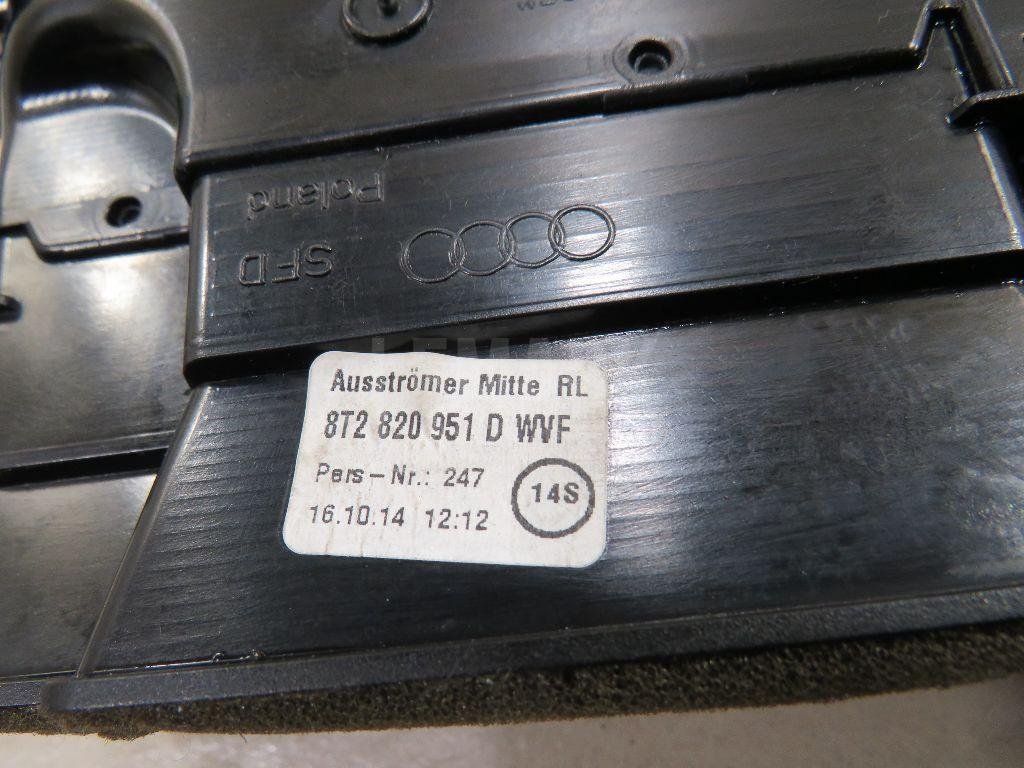 Poland
SFD
Ausströmer Mitte RL
8T2 820 951 D WVF
Pers-Nr.: 247
14S
16.10.14 12:12